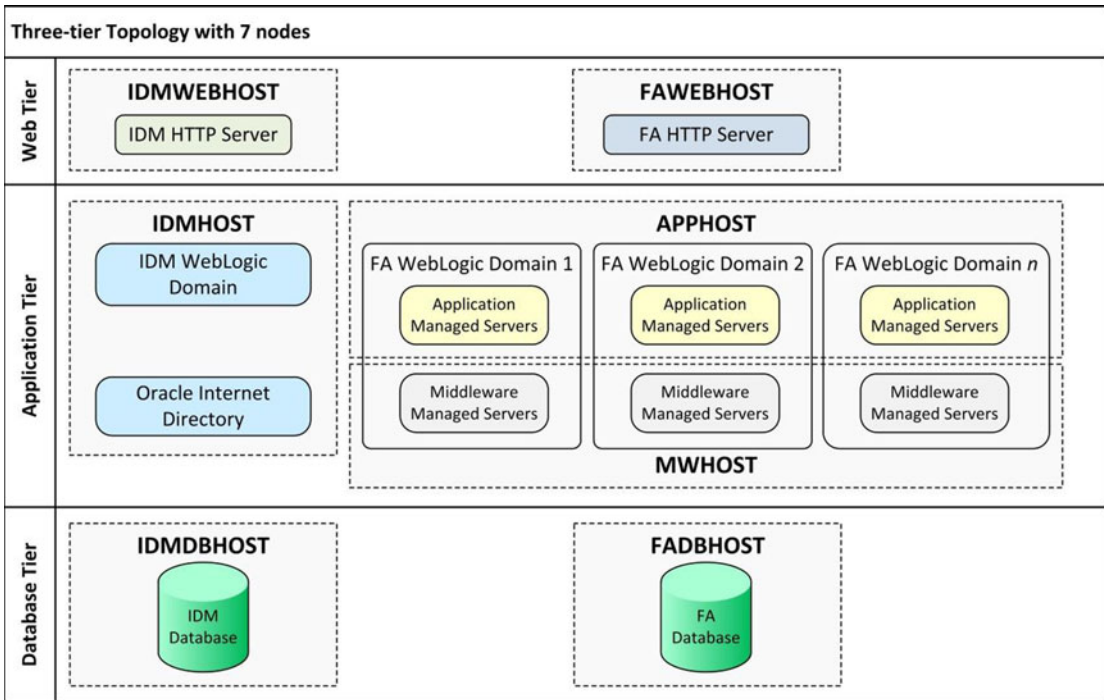 Three-tier Topology with 7 nodes
Web Tier
IDMWEBHOST
IDM HTTP Server
FAWEBHOST
FA HTTP Server
Application Tier
IDMHOST
IDM WebLogic
Domain
Oracle Internet
Directory
APPHOST
FA WebLogic Domain 1
Application
Managed Servers
Middleware
Managed Servers
FA WebLogic Domain 2
Application
Managed Servers
Middleware
Managed Servers
FA WebLogic Domain n
Application
Managed Servers
Middleware
Managed Servers
MWHOST
Database Tier
IDMDBHOST
IDM
Database
FADBHOST
FA
Database